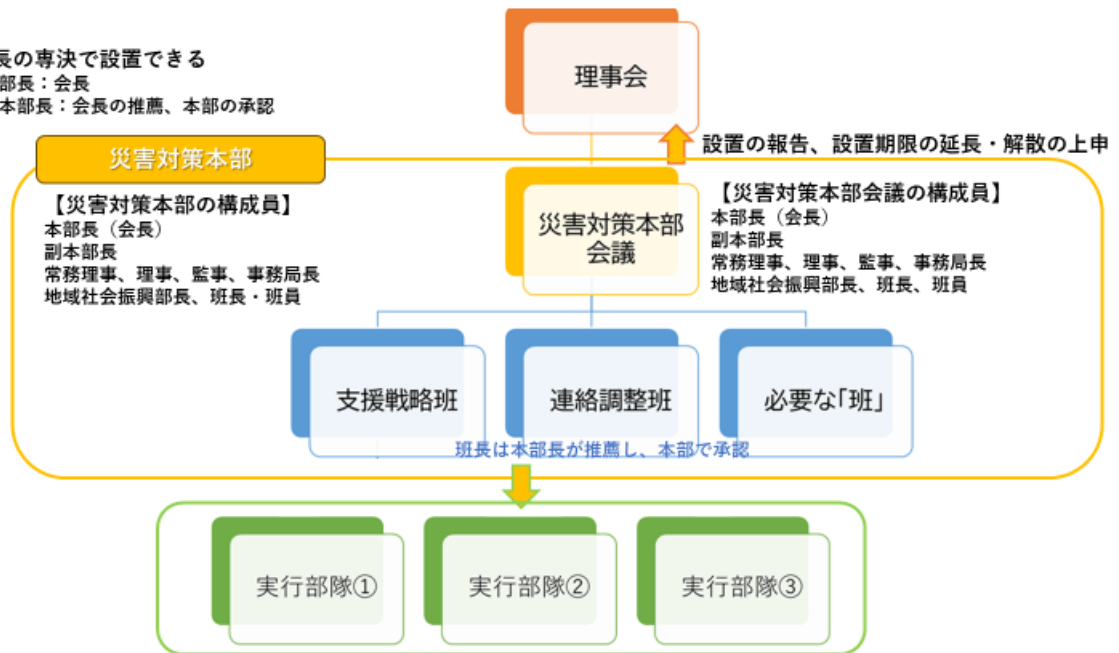 長の専決で設置できる
部長：会長
本部長：会長の推薦、本部の承認
理事会
設置の報告、設置期限の延長・解散の上申
災害対策本部
【災害対策本部の構成員】
本部長（会長）
副本部長
常務理事、理事、監事、事務局長
地域社会振興部長、班長・班員
災害対策本部
会議
【災害対策本部会議の構成員】
本部長（会長）
副本部長
常務理事、理事、監事、事務局長
地域社会振興部長、班長、班員
支援戦略班
連絡調整班
必要な「班」
班長は本部長が推薦し、本部で承認
実行部隊①
実行部隊②
実行部隊③